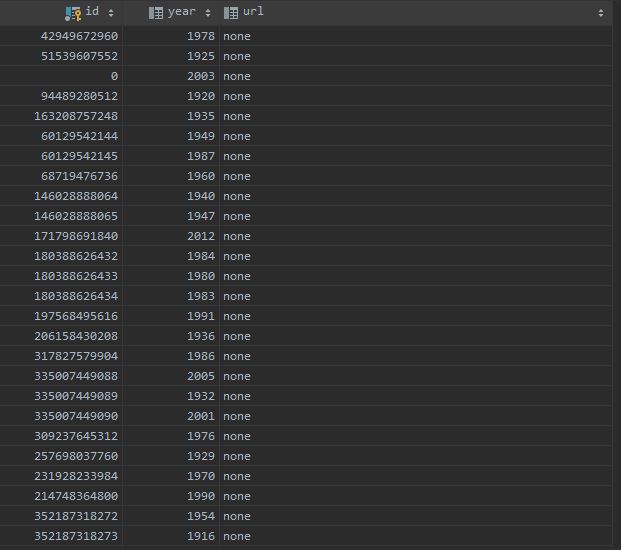 id year url
42949672960 1978 none
51539607552 1925 none
0 2003 none
94489280512 1920 none
163208757248 1935 none
60129542144 1949 none
60129542145 1987 none
68719476736 1960 none
146028888064 1940 none
146028888065 1947 none
171798691840 2012 none
180388626432 1984 none
180388626433 1980 none
180388626434 1983 none
197568495616 1991 none
206158430208 1936 none
317827579904 1986 none
335007449088 2005 none
335007449089 1932 none
335007449090 2001 none
309237645312 1976 none
257698037760 1929 none
231928233984 1970 none
214748364800 1990 none
352187318272 1954 none
352187318273 1916 none